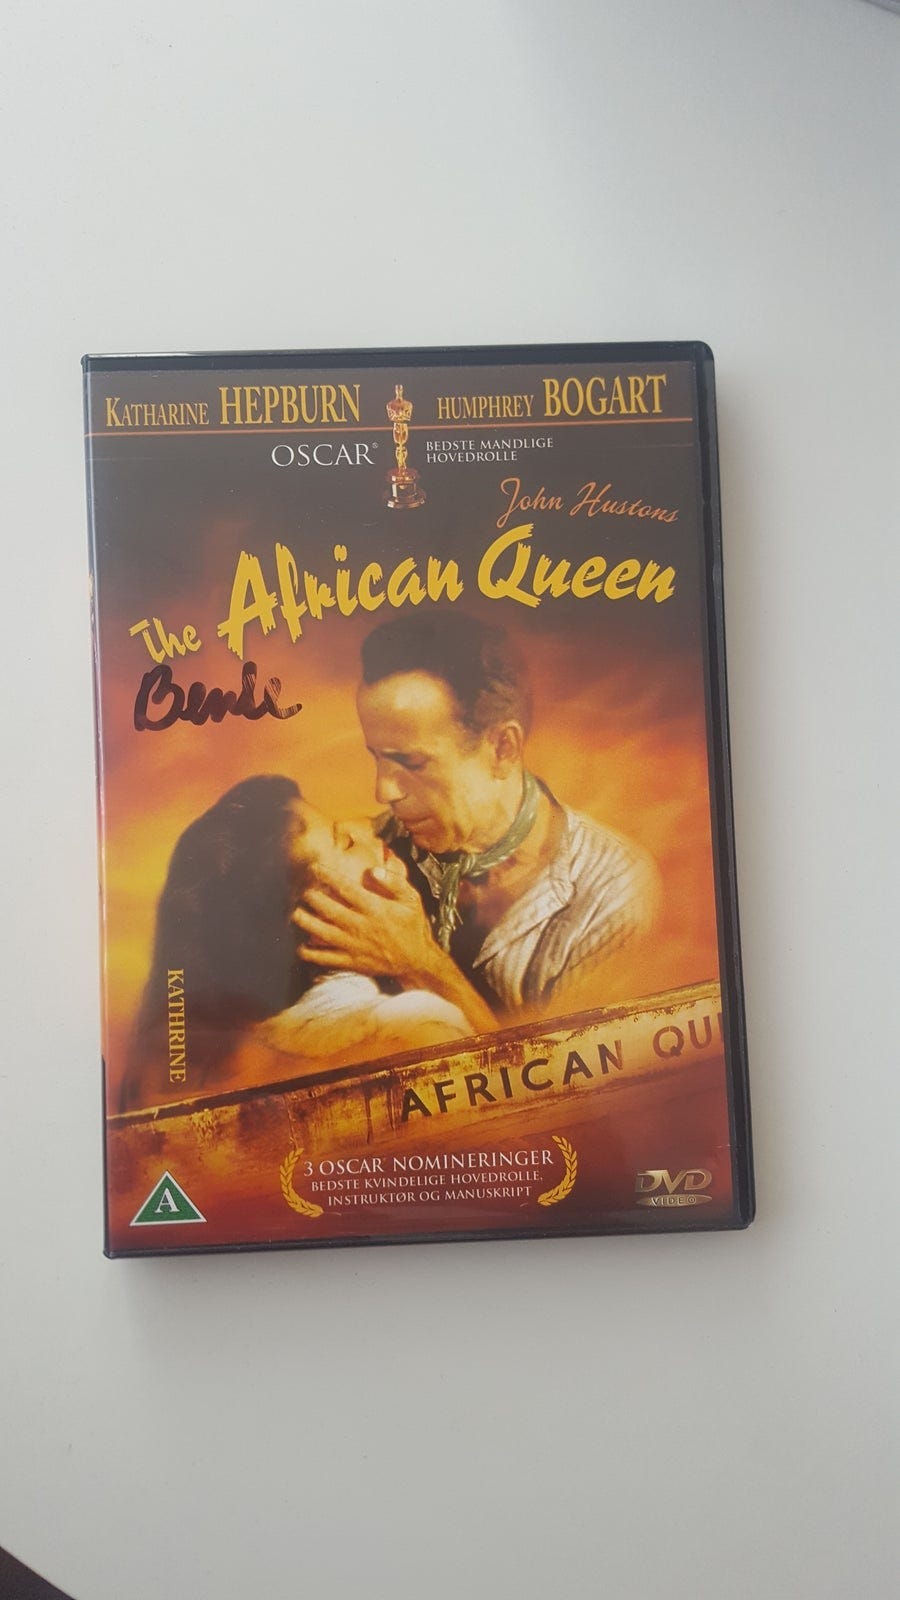 KATHARINE HEPBURN HUMPHREY BOGART
OSCAR® BEDSTE MANDLIGE
HOVEDROLLE
John Hustons
The African Queen
KATHRINE
AFRICAN QU
3 OSCAR NOMINERINGER
BEDSTE KVINDELIGE HOVEDROLLE,
INSTRUKTØR OG MANUSKRIPT
A
DVD
VIDEO